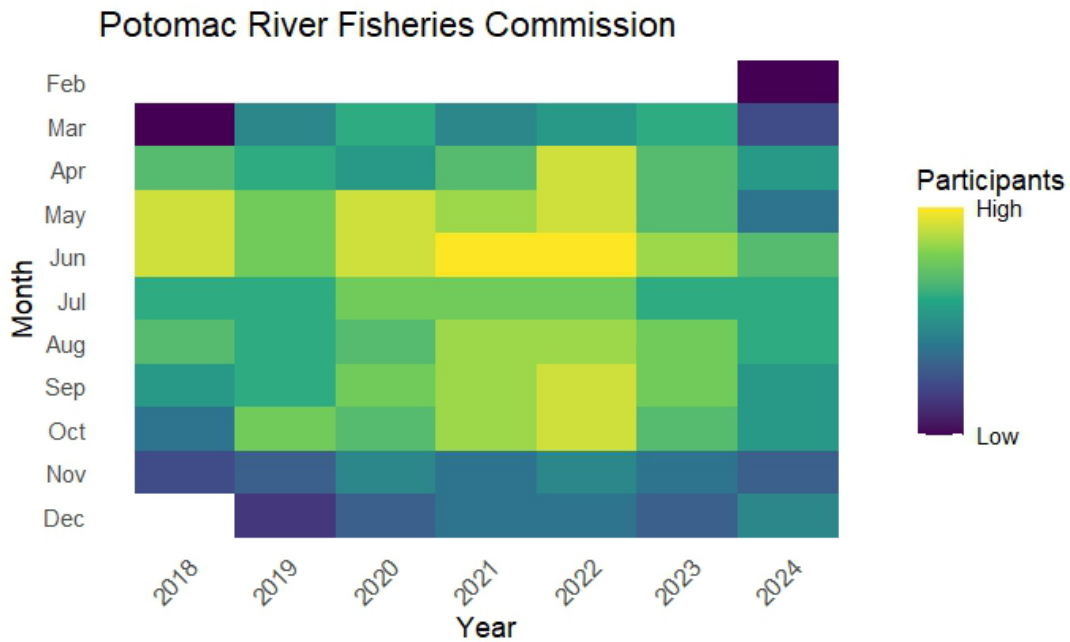 Potomac River Fisheries Commission
Feb
Mar
Apr
May
Jun
Jul
Aug
Sep
Oct
Nov
Dec
Month
2018 2019 2020 2021 2022 2023 2024
Year
Participants
High
Low